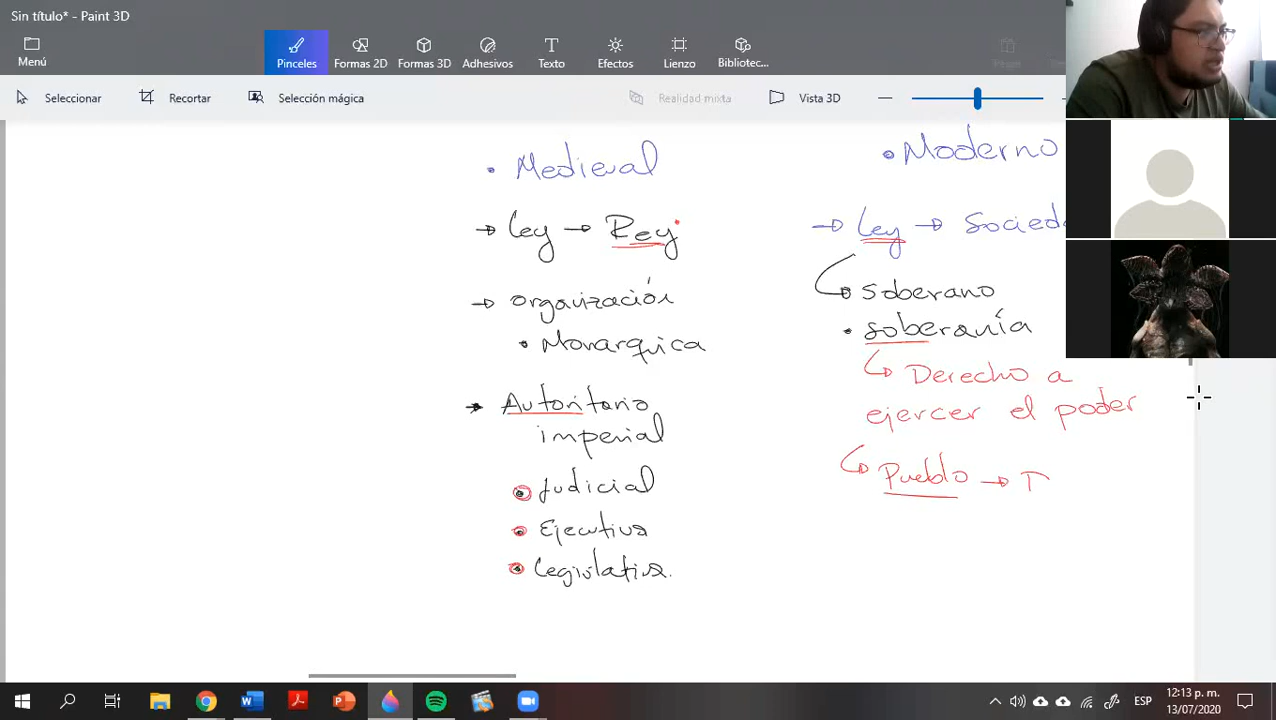 Sin título* - Paint 3D
Menú
Pinceles
Formas 2D
Formas 3D
Adhesivos
Texto
Efectos
Lienzo
Bibliotec...
Seleccionar
Recortar
Selección mágica
Realidad mixta
Vista 3D
• Medieval
→ Ley → Rey
→ organización
• Monarquica
→ Autoritario
imperial
• Judicial
• Ejecutiva
• Legislativa.
• Moderno
→ Ley → Socied
soberano
• soberanía
Derecho a
ejercer el poder
Pueblo →
ESP
12:13 p. m.
13/07/2020